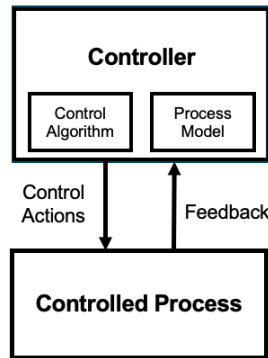 Controller
Control
Algorithm
Process
Model
Control
Actions
Feedback
Controlled Process